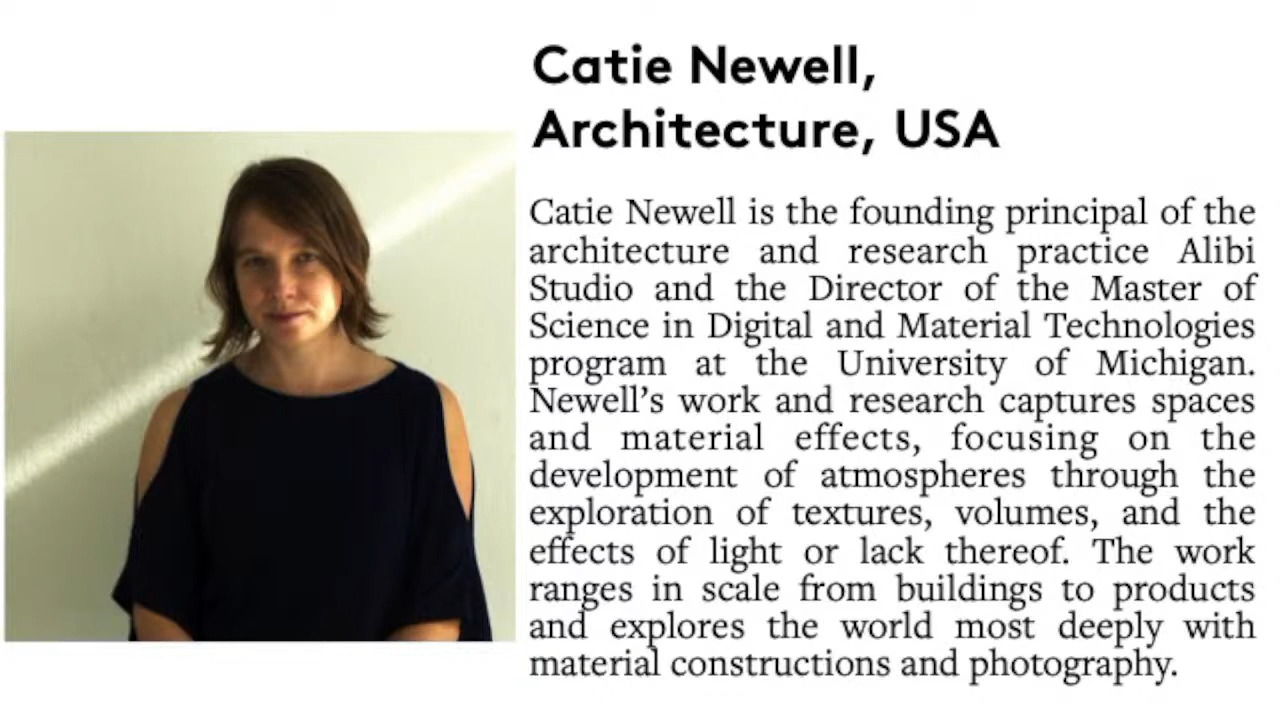 Catie Newell,
Architecture, USA
Catie Newell is the founding principal of the
architecture and research practice Alibi
Studio and the Director of the Master of
Science in Digital and Material Technologies
program at the University of Michigan.
Newell’s work and research captures spaces
and material effects, focusing on the
development of atmospheres through the
exploration of textures, volumes, and the
effects of light or lack thereof. The work
ranges in scale from buildings to products
and explores the world most deeply with
material constructions and photography.